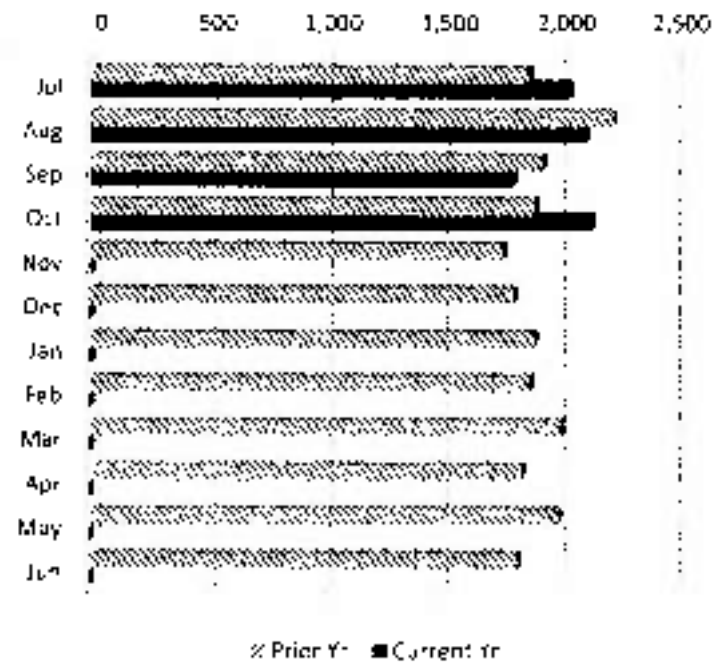 0 500 1,000 1,500 2,000 2,500
Jul
Aug
Sep
Oct
Nov
Dec
Jan
Feb
Mar
Apr
May
Jun
Prior Yr Current Yr